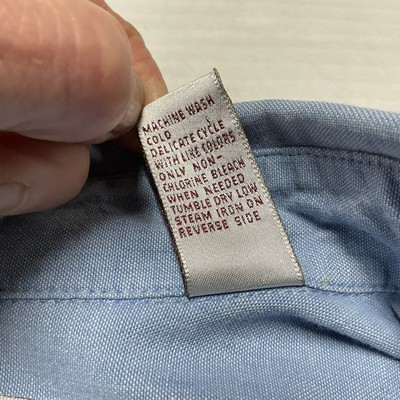 MACHINE WASH
COLD
DELICATE CYCLE
WITH LIKE COLORS
ONLY NON-
CHLORINE BLEACH
WHEN NEEDED
TUMBLE DRY LOW
STEAM IRON ON
REVERSE SIDE